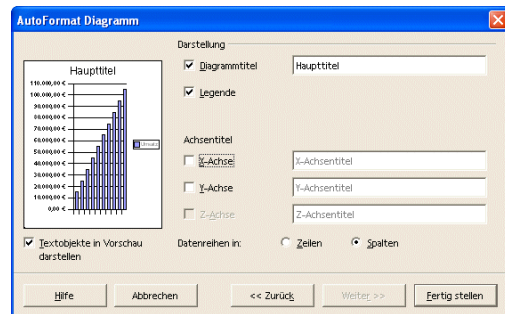 AutoFormat Diagramm
Haupttitel
110.000,00 €
100.000,00 €
90.000,00 €
80.000,00 €
70.000,00 €
60.000,00 €
50.000,00 €
40.000,00 €
30.000,00 €
20.000,00 €
10.000,00 €
0,00 €
Umsatz
Textobjekte in Vorschau
darstellen
Darstellung
Diagrammtitel
Haupttitel
Legende
Achsentitel
X-Achse
X-Achsentitel
Y-Achse
Y-Achsentitel
Z-Achse
Z-Achsentitel
Datenreihen in:
Zeilen
Spalten
Hilfe
Abbrechen
<< Zurück
Weiter >>
Fertig stellen